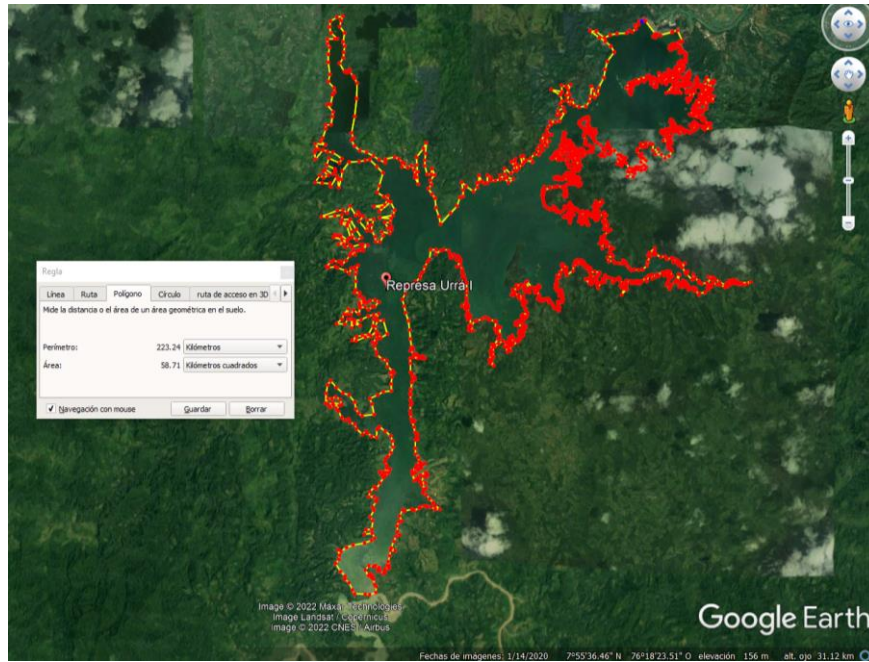 Regla
Línea Ruta Polígono Círculo ruta de acceso en 3D
Mide la distancia o el área de un área geométrica en el suelo.
Perímetro: 223.24 Kilómetros
Área: 58.71 Kilómetros cuadrados
Navegación con mouse Guardar Borrar
Represa Urrá I
Image © 2022 Maxar Technologies
Image Landsat / Copernicus
image © 2022 CNES / Airbus
Google Earth
Fechas de imágenes: 1/14/2020 7°55'36.46" N 76°18'23.51" O elevación 156 m alt. ojo 31.12 km